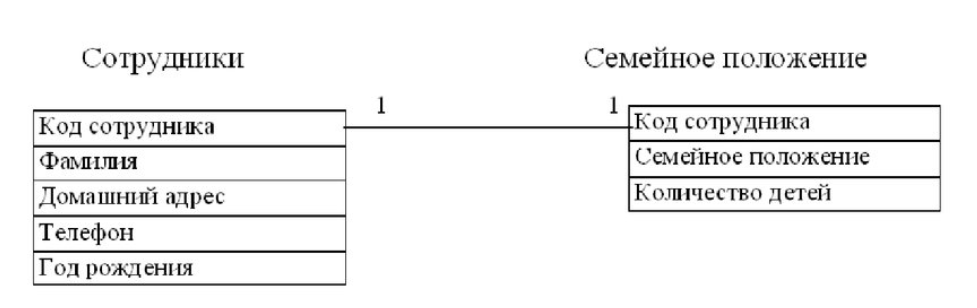 Сотрудники
Семейное положение
1
1
Код сотрудника
Фамилия
Домашний адрес
Телефон
Год рождения
Код сотрудника
Семейное положение
Количество детей